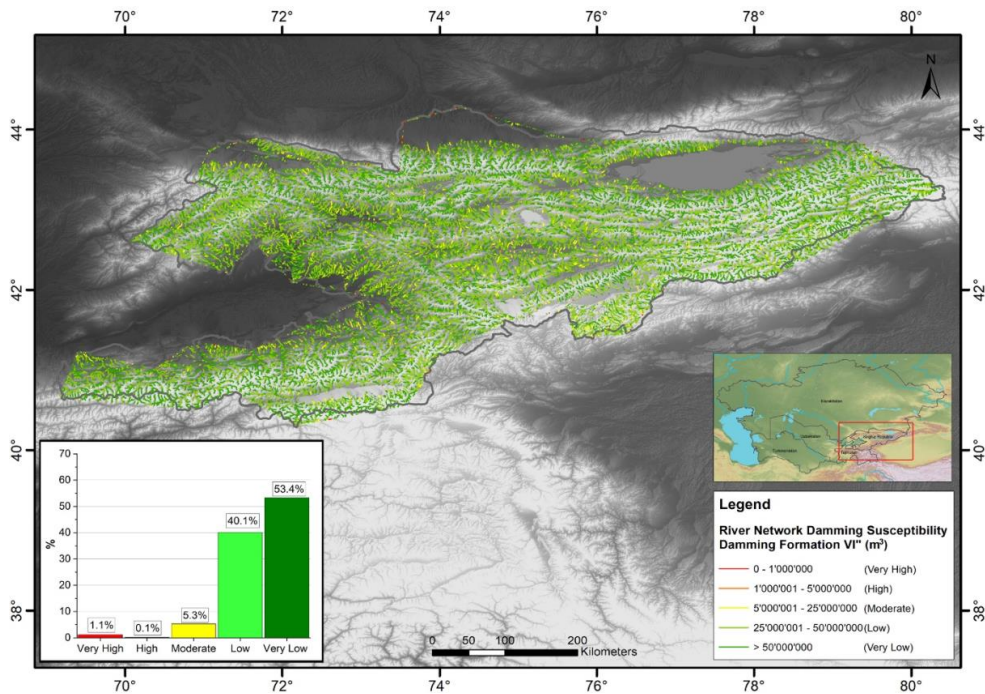 70° 72° 74° 76° 78° 80°
N
44° 44°
42° 42°
40° 40°
38° 38°
Kazakhstan
Uzbekistan
Kyrgyz Republic
Turkmenistan
70
60
50
40
30
20
10
0
%
1.1%
0.1%
5.3%
40.1%
53.4%
Very High High Moderate Low Very Low
0 50 100 200
Kilometers
Legend
River Network Damming Susceptibility
Damming Formation VI" (m³)
0 - 1'000'000 (Very High)
1'000'001 - 5'000'000 (High)
5'000'001 - 25'000'000 (Moderate)
25'000'001 - 50'000'000(Low)
> 50'000'000 (Very Low)
70° 72° 74° 76° 78° 80°